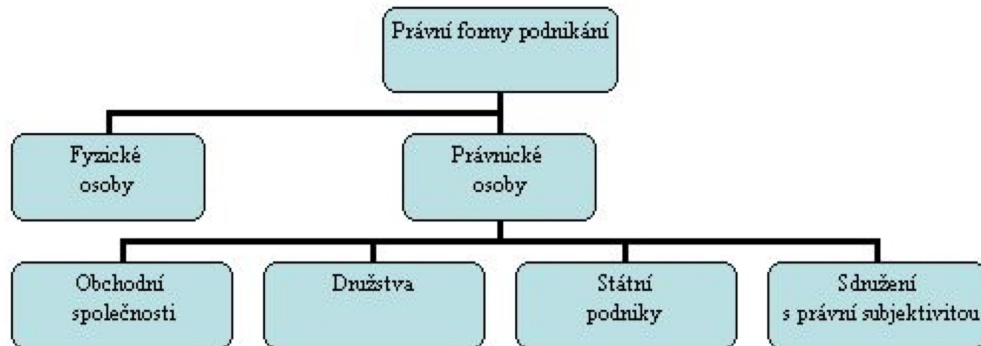 Právní formy podnikání
Fyzické
osoby
Právnické
osoby
Obchodní
společnosti
Družstva
Státní
podniky
Sdružení
s právní subjektivitou